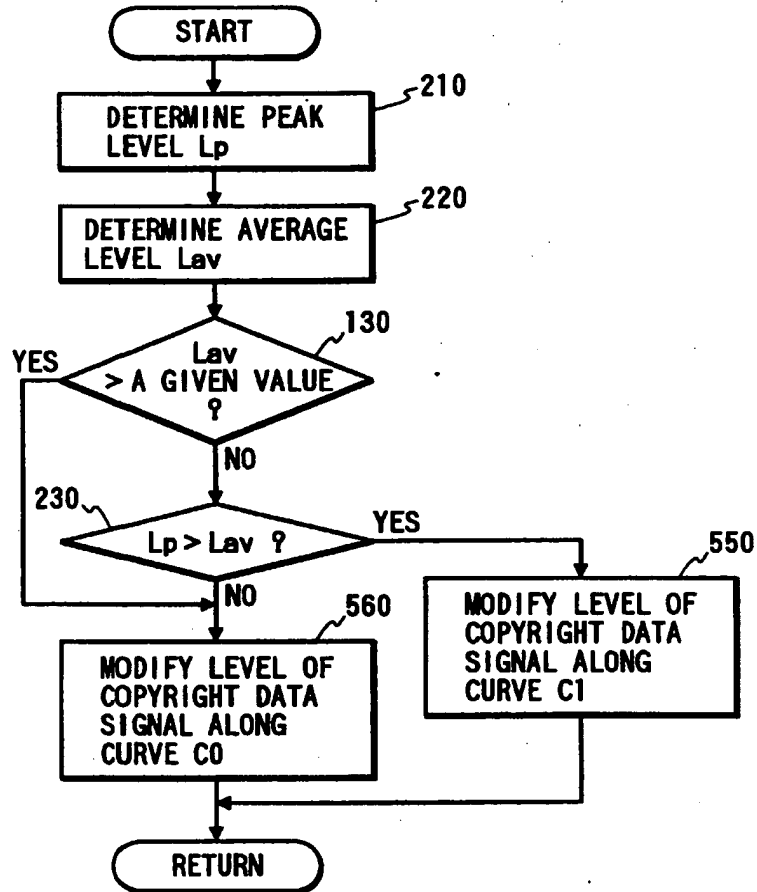 START
210
DETERMINE PEAK
LEVEL Lp
220
DETERMINE AVERAGE
LEVEL Lav
130
YES
Lav
> A GIVEN VALUE
?
NO
230
Lp > Lav ?
YES
NO
550
560
MODIFY LEVEL OF
COPYRIGHT DATA
SIGNAL ALONG
CURVE C1
MODIFY LEVEL OF
COPYRIGHT DATA
SIGNAL ALONG
CURVE C0
RETURN